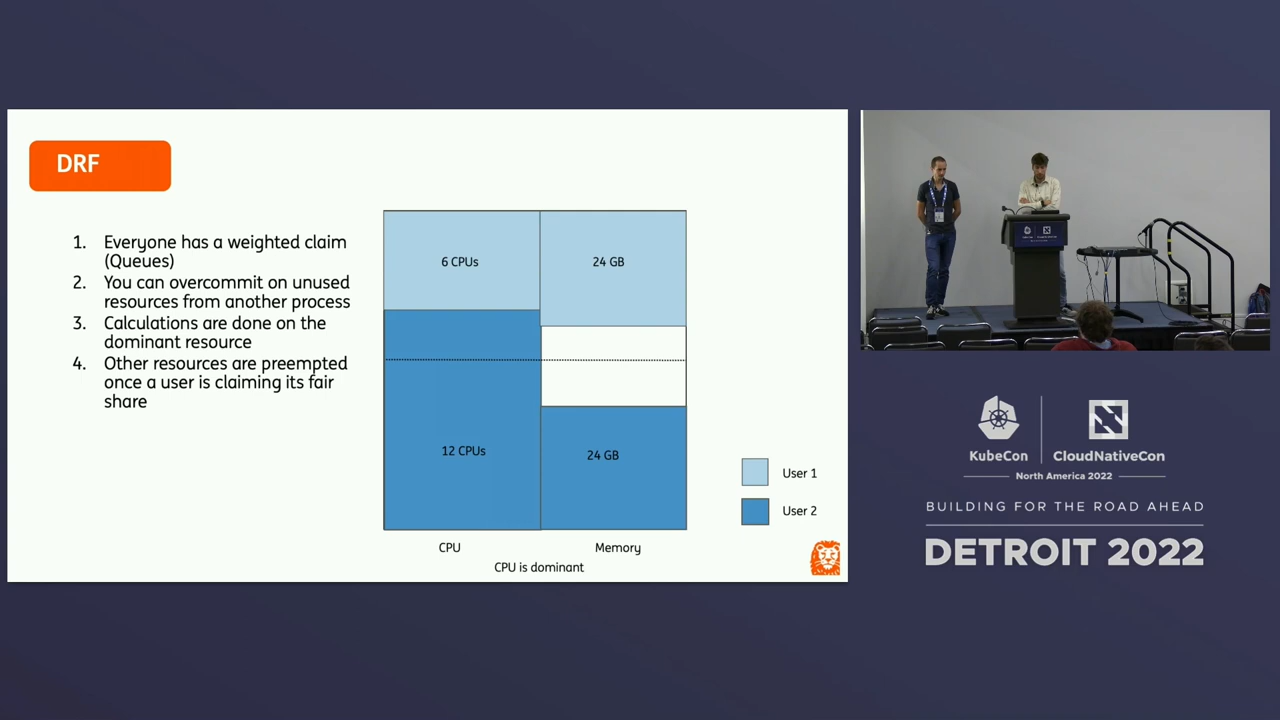 DRF
1. Everyone has a weighted claim
(Queues)
2. You can overcommit on unused
resources from another process
3. Calculations are done on the
dominant resource
4. Other resources are preempted
once a user is claiming its fair
share
6 CPUs
24 GB
12 CPUs
24 GB
CPU
Memory
CPU is dominant
User 1
User 2
KubeCon
CloudNativeCon
North America 2022
BUILDING FOR THE ROAD AHEAD
DETROIT 2022